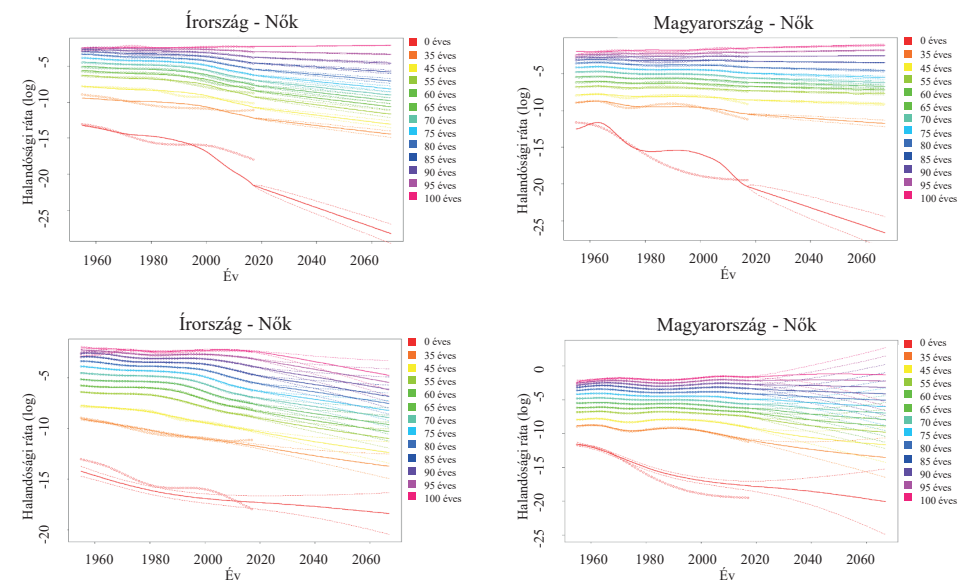 Írország - Nők
Halandósági ráta (log)
-5
-10
-15
-20
-25
1960
1980
2000
2020
2040
2060
Év
0 éves
35 éves
45 éves
55 éves
60 éves
65 éves
70 éves
75 éves
80 éves
85 éves
90 éves
95 éves
100 éves
Magyarország - Nők
Halandósági ráta (log)
-5
-10
-15
-20
-25
1960
1980
2000
2020
2040
2060
Év
0 éves
35 éves
45 éves
55 éves
60 éves
65 éves
70 éves
75 éves
80 éves
85 éves
90 éves
95 éves
100 éves
Írország - Nők
Halandósági ráta (log)
-5
-10
-15
-20
1960
1980
2000
2020
2040
2060
Év
0 éves
35 éves
45 éves
55 éves
60 éves
65 éves
70 éves
75 éves
80 éves
85 éves
90 éves
95 éves
100 éves
Magyarország - Nők
Halandósági ráta (log)
0
-5
-10
-15
-20
-25
1960
1980
2000
2020
2040
2060
Év
0 éves
35 éves
45 éves
55 éves
60 éves
65 éves
70 éves
75 éves
80 éves
85 éves
90 éves
95 éves
100 éves